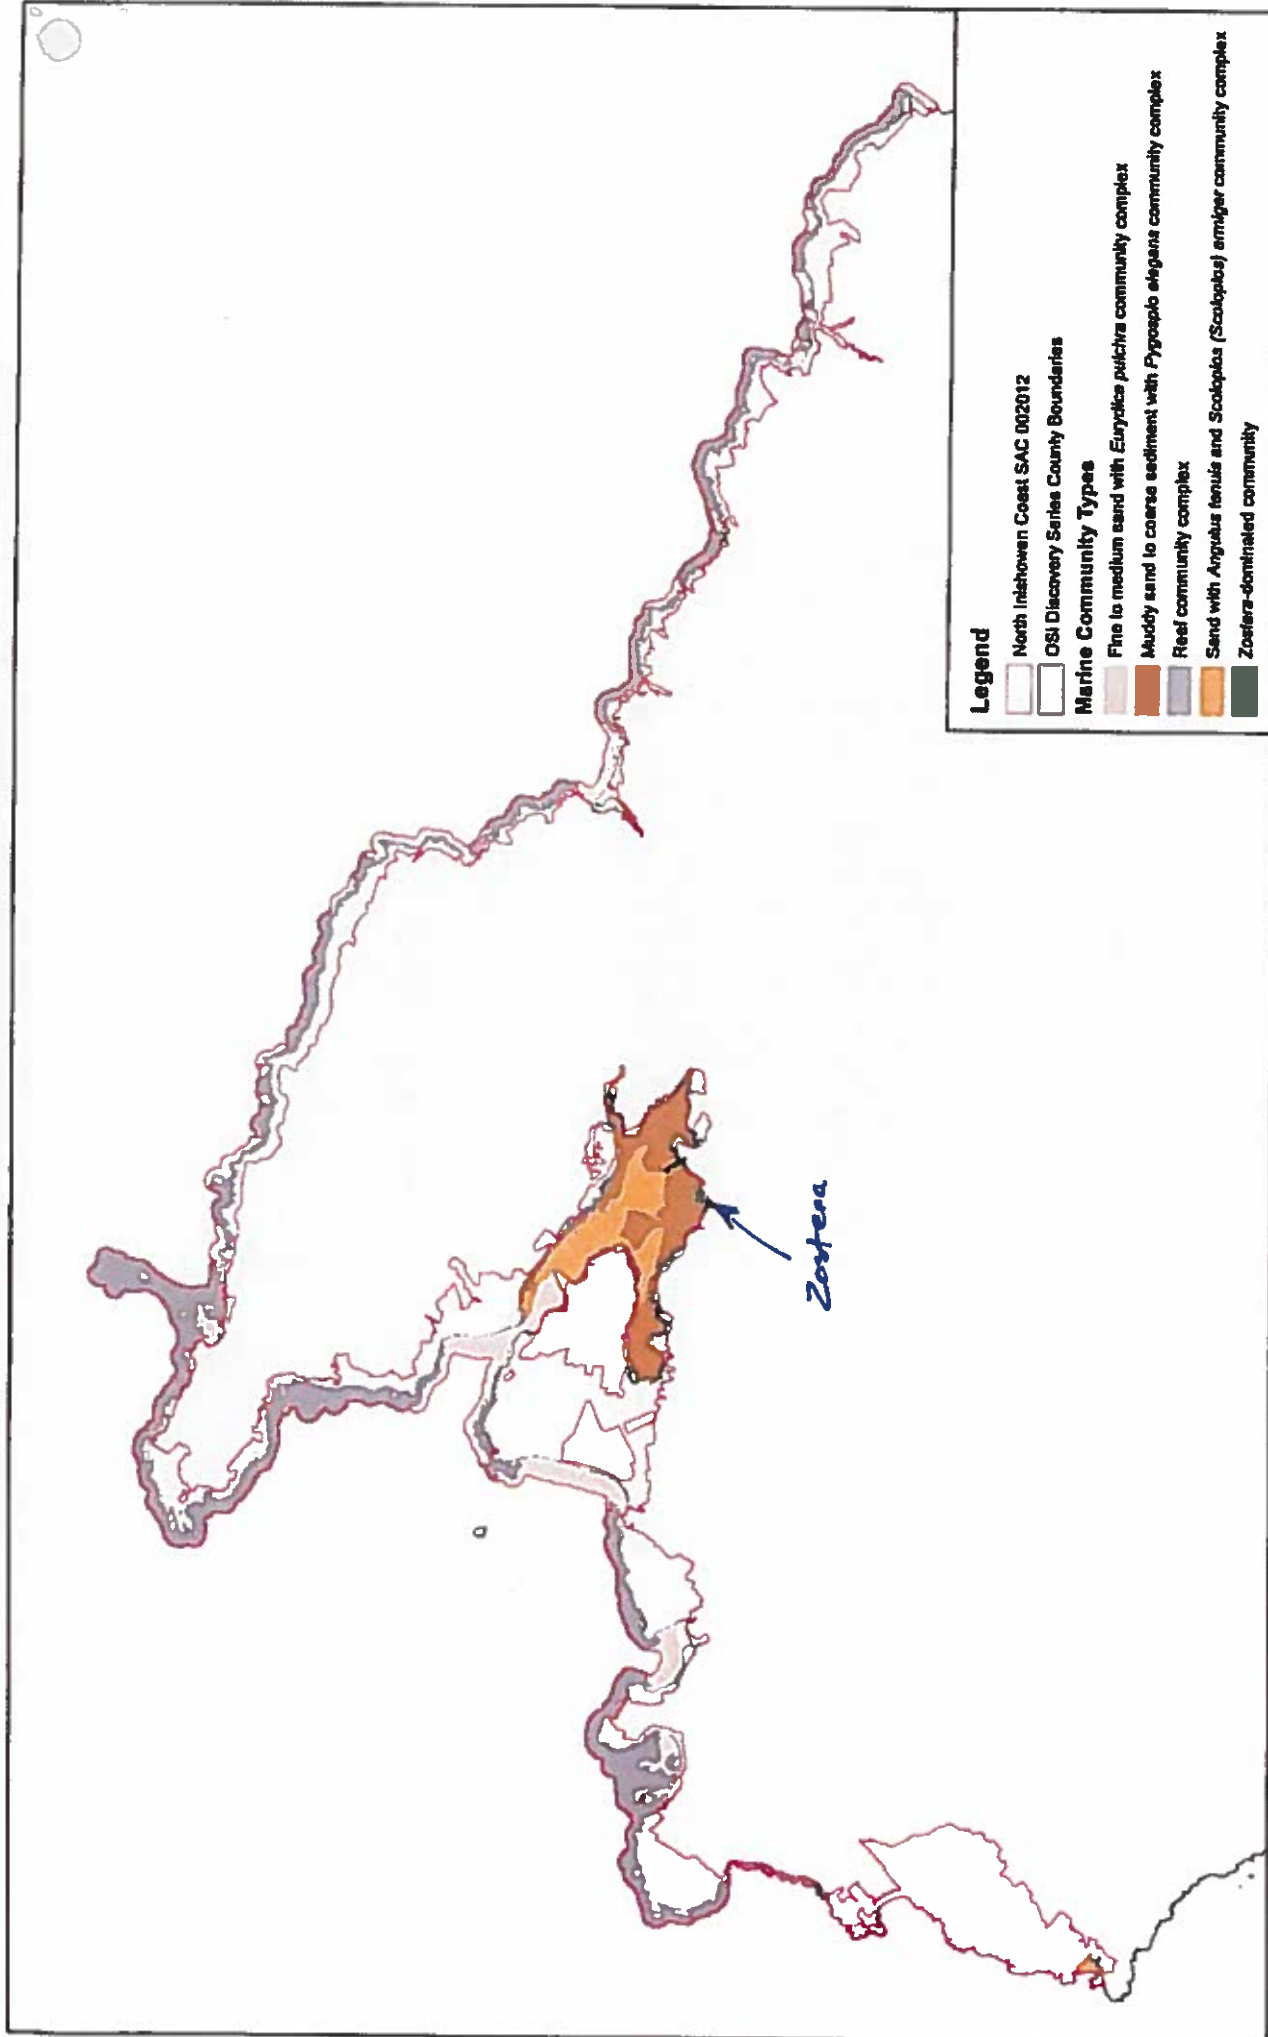 Legend
North Inishowen Coast SAC 002012
OSi Discovery Series County Boundaries
Marine Community Types
Fine to medium sand with Eurydice pulchra community complex
Muddy sand to coarse sediment with Pygospio elegans community complex
Reef community complex
Sand with Angulus tenuis and Scoloplos (Scoloplos) armiger community complex
Zostera-dominated community
Zostera